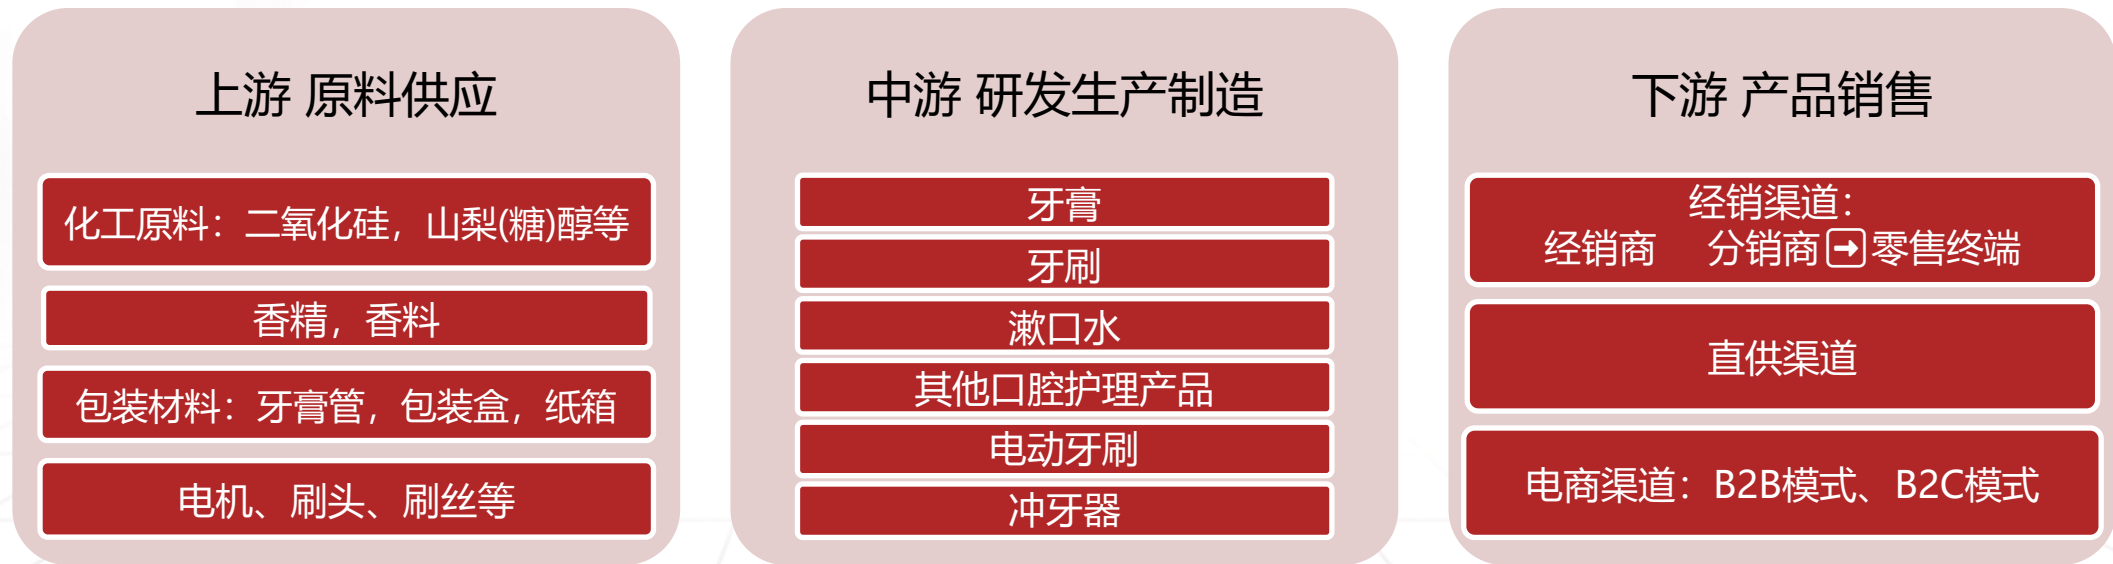 上游 原料供应
化工原料：二氧化硅，山梨(糖)醇等
香精，香料
包装材料：牙膏管，包装盒，纸箱
电机、刷头、刷丝等
中游 研发生产制造
牙膏
牙刷
漱口水
其他口腔护理产品
电动牙刷
冲牙器
下游 产品销售
经销渠道：
经销商 分销商➡零售终端
直供渠道
电商渠道：B2B模式、B2C模式